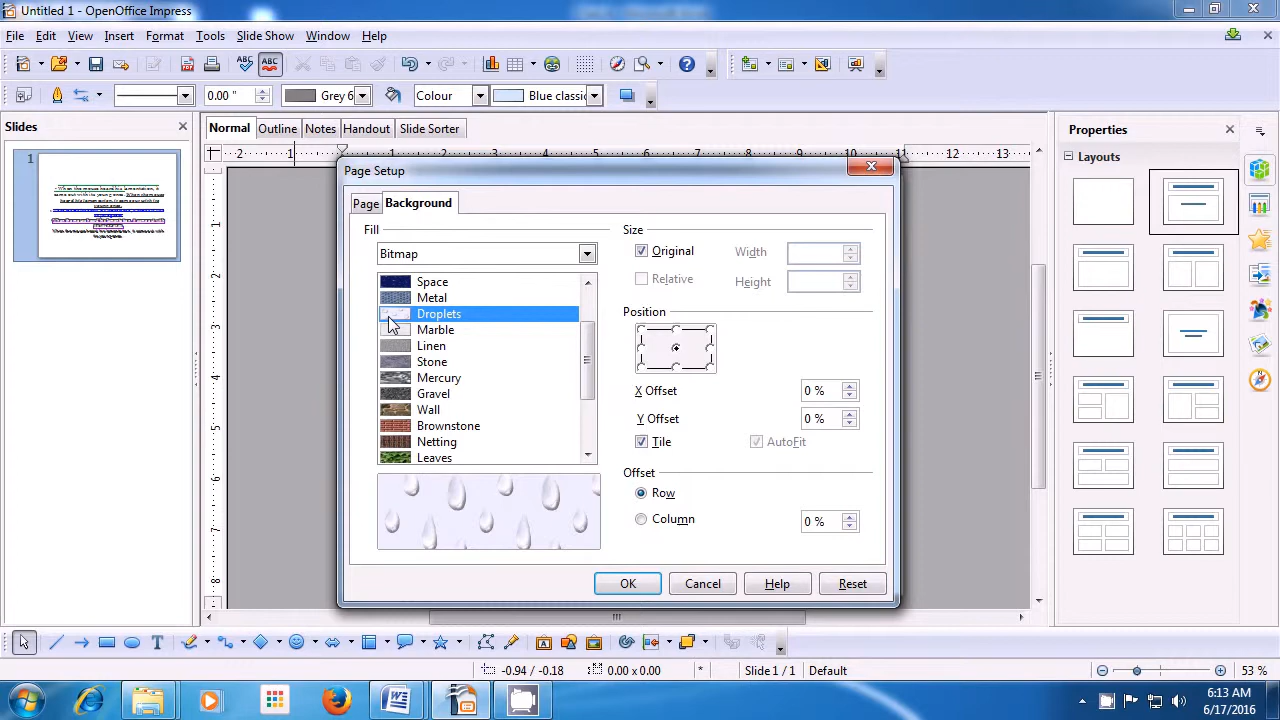 Untitled 1 - OpenOffice Impress
File Edit View Insert Format Tools Slide Show Window Help
0.00 " Grey 6 Colour Blue classic
Slides
Normal Outline Notes Handout Slide Sorter
Properties
Layouts
1
Page Setup
Page Background
Fill
Bitmap
Space
Metal
Droplets
Marble
Linen
Stone
Mercury
Gravel
Wall
Brownstone
Netting
Leaves
Size
Original Width
Relative Height
Position
X Offset 0 %
Y Offset 0 %
Tile AutoFit
Offset
Row
Column 0 %
OK Cancel Help Reset
-0.94 / -0.18 0.00 x 0.00 * Slide 1 / 1 Default 53 %
6:13 AM
6/17/2016